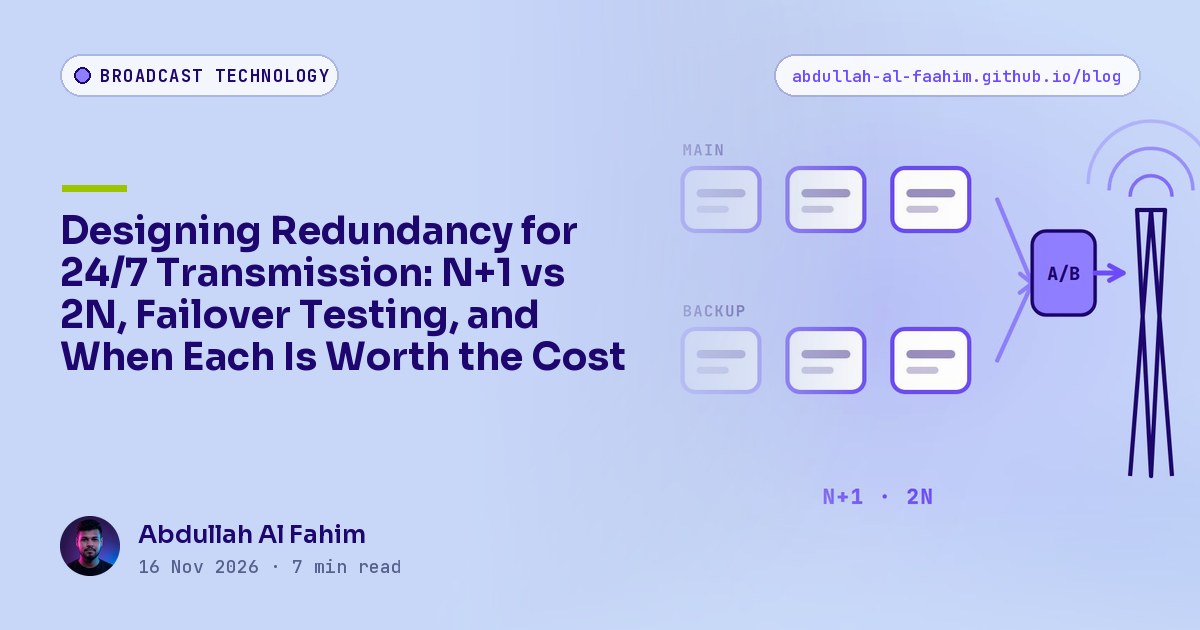 BROADCAST TECHNOLOGY
abdullah-al-faahim.github.io/blog
Designing Redundancy for
24/7 Transmission: N+1 vs
2N, Failover Testing, and
When Each Is Worth the Cost
MAIN
BACKUP
A/B
N+1 · 2N
Abdullah Al Fahim
16 Nov 2026 · 7 min read